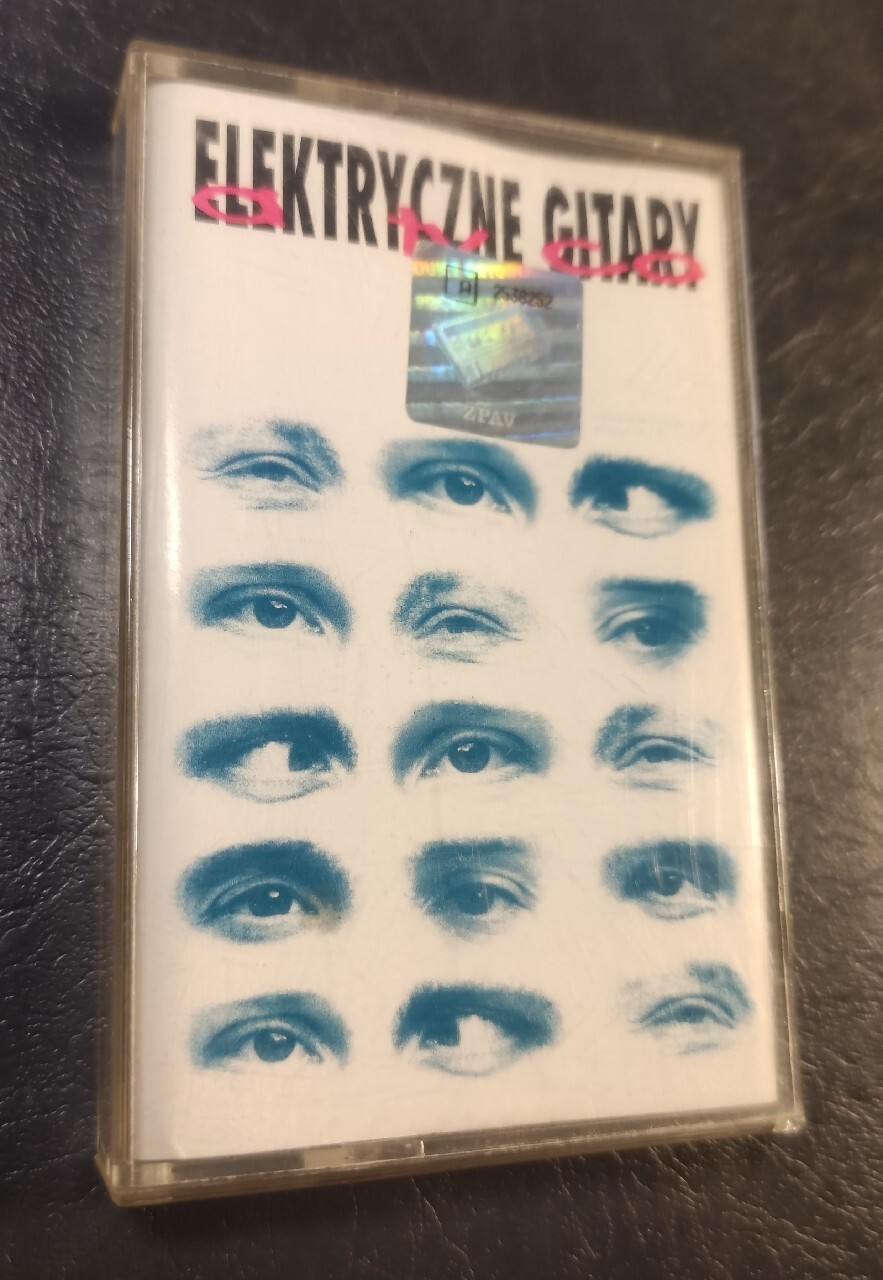 ELEKTRYCZNE GITARY
a ty co
A 2538252
ZPAV